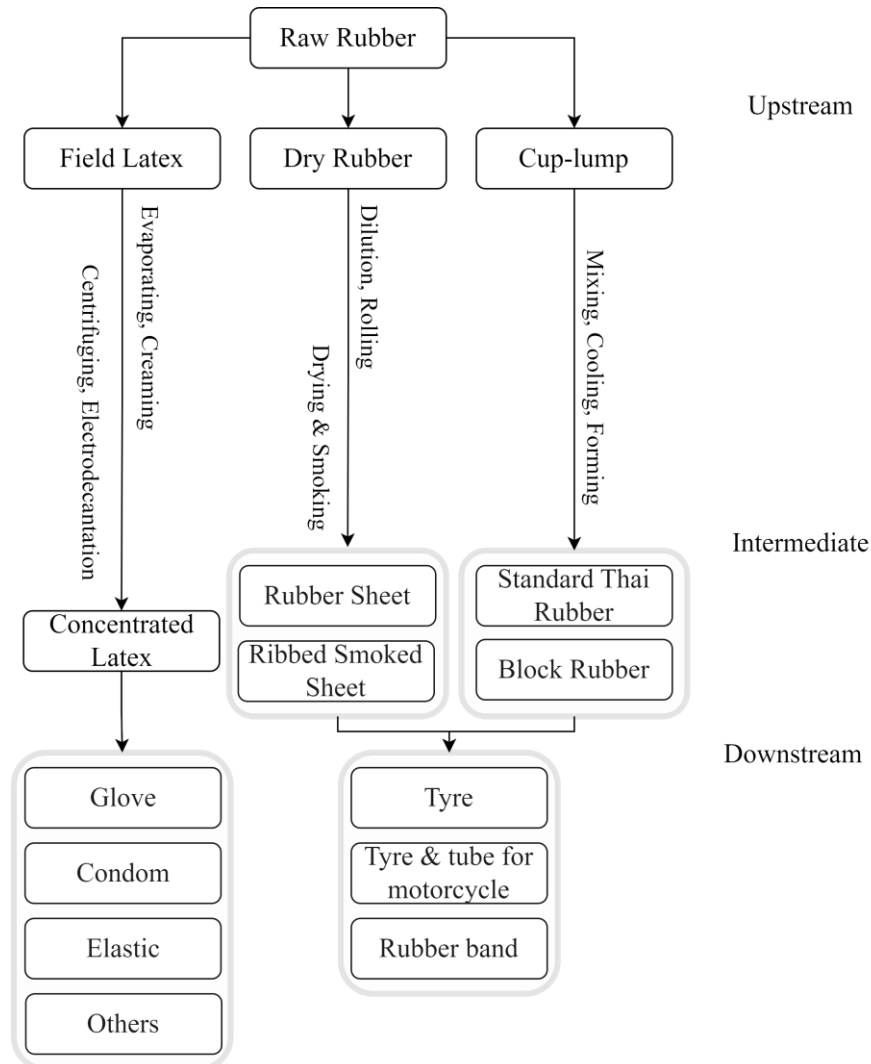 Raw Rubber
Upstream
Field Latex
Dry Rubber
Cup-lump
Evaporating, Creaming
Centrifuging, Electrodecantation
Dilution, Rolling
Drying & Smoking
Mixing, Cooling, Forming
Intermediate
Concentrated
Latex
Rubber Sheet
Ribbed Smoked
Sheet
Standard Thai
Rubber
Block Rubber
Downstream
Glove
Condom
Elastic
Others
Tyre
Tyre & tube for
motorcycle
Rubber band